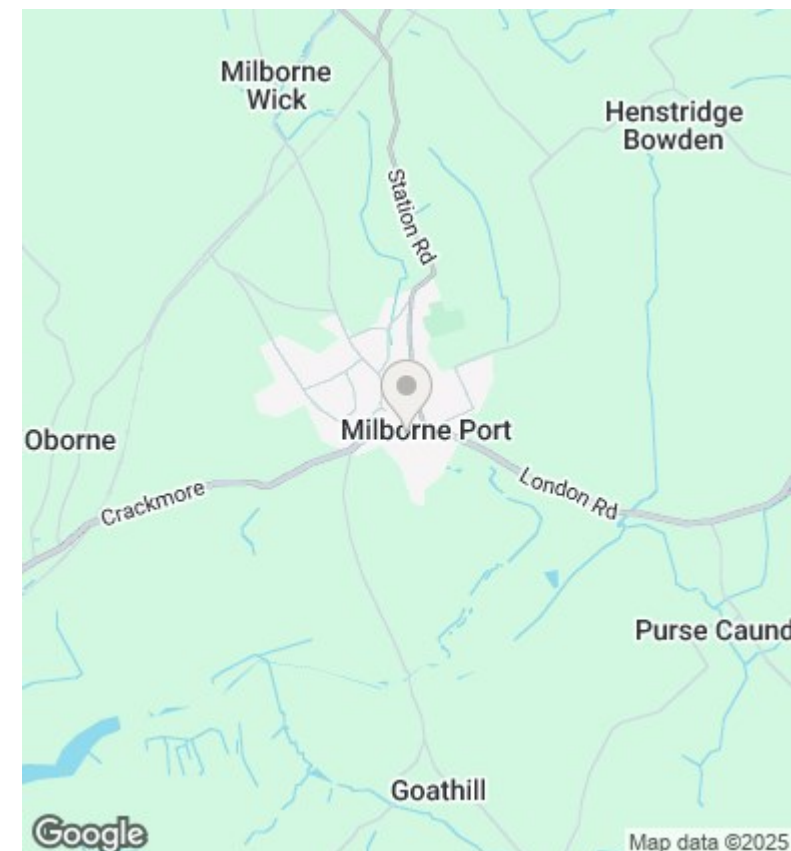 Milborne
Wick
Henstridge
Bowden
Station Rd
Milborne Port
Oborne
Crackmore
London Rd
Purse Caund
Goathill
Google
Map data ©2025